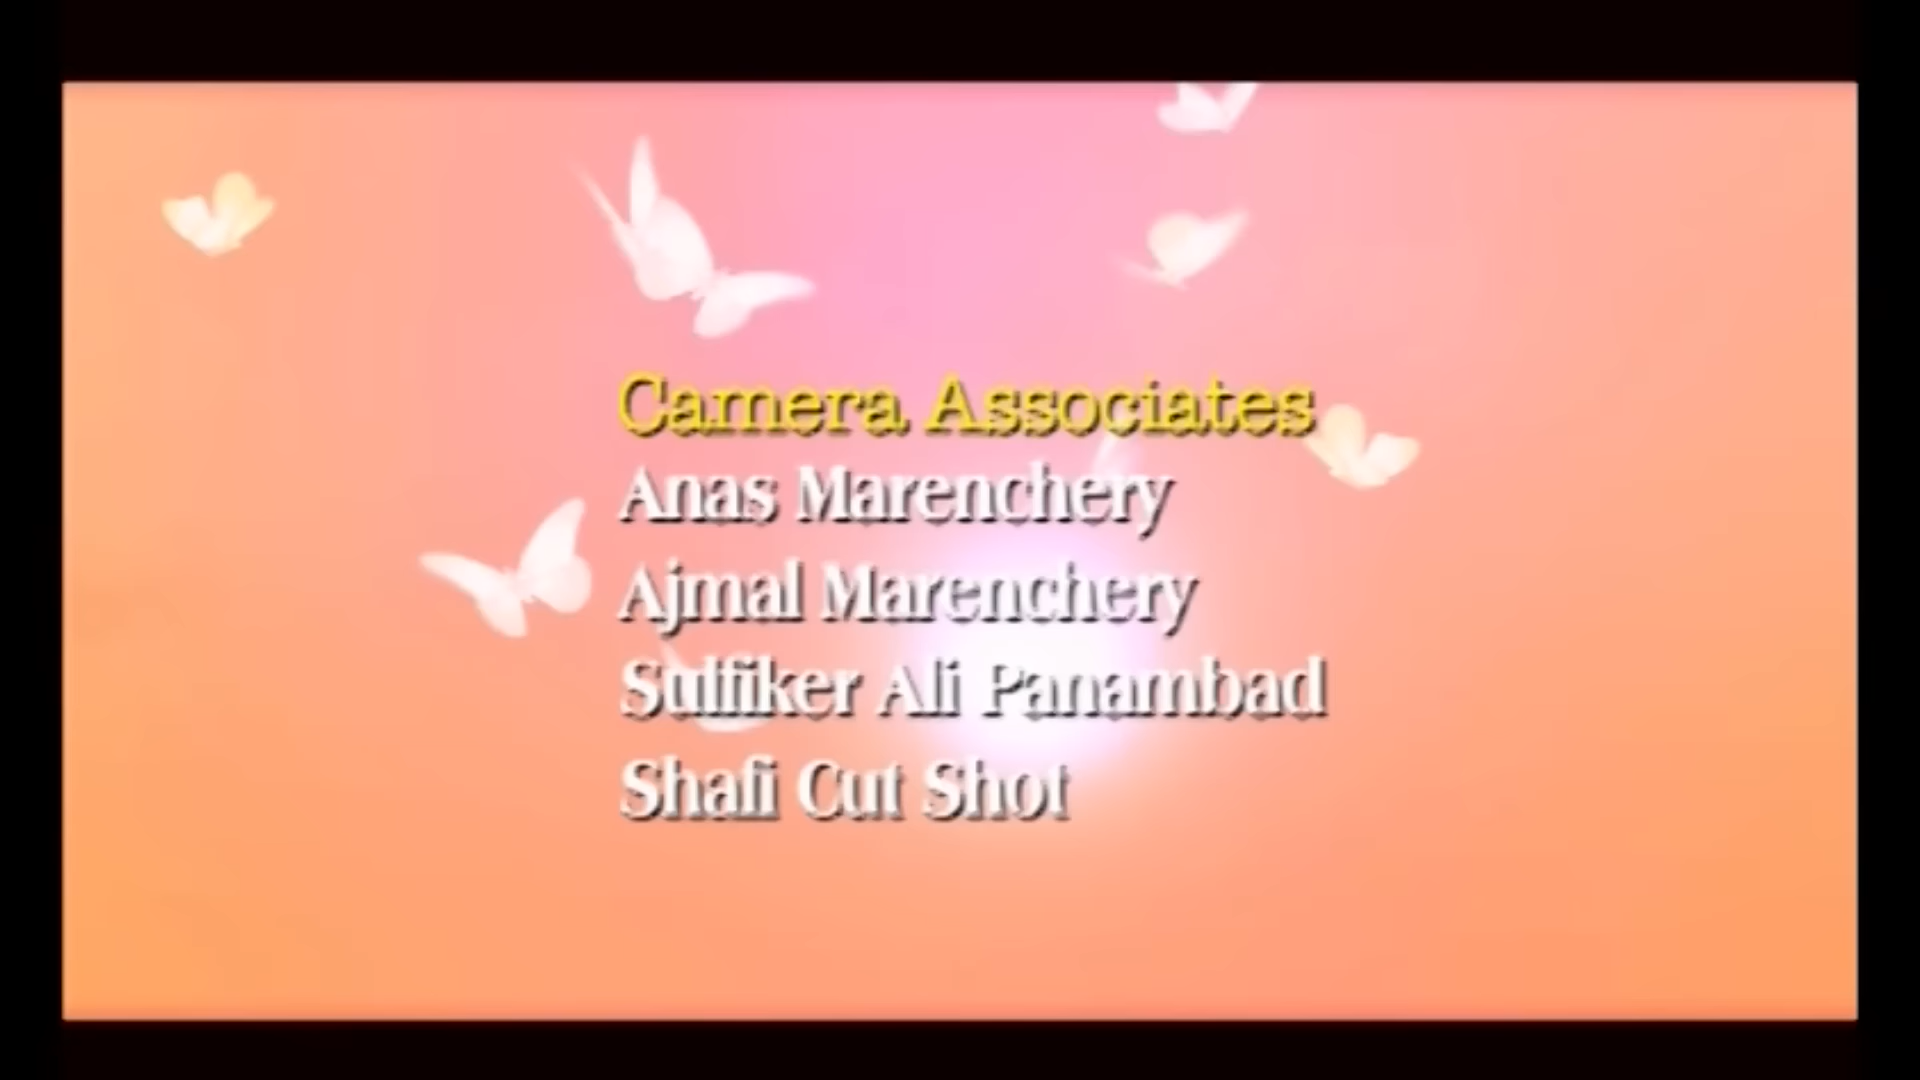 Camera Associates
Anas Marenchery
Ajmal Marenchery
Sulfiker Ali Panambad
Shafi Cut Shot